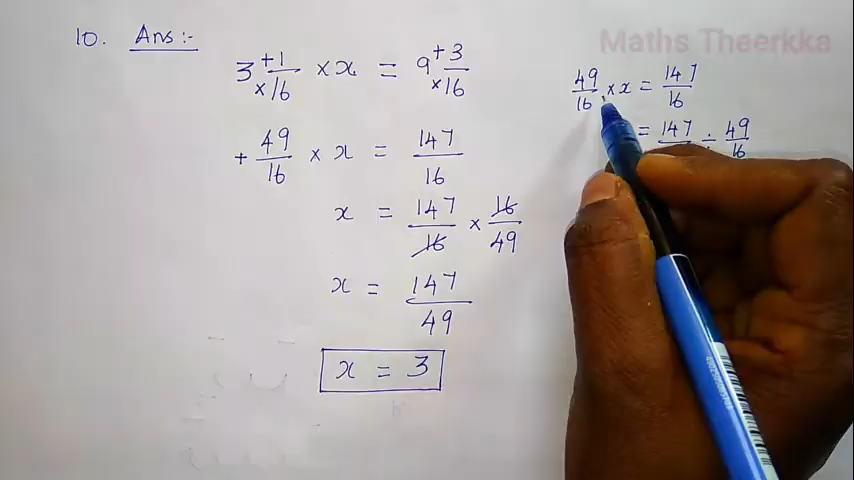 10. Ans:-
3 +1/×16 × x = 9 +3/×16
+ 49/16 × x = 147/16
x = 147/16 × 16/49
x = 147/49
x = 3
Maths Theerkka
49/16 × x = 147/16
= 147 ÷ 49/16